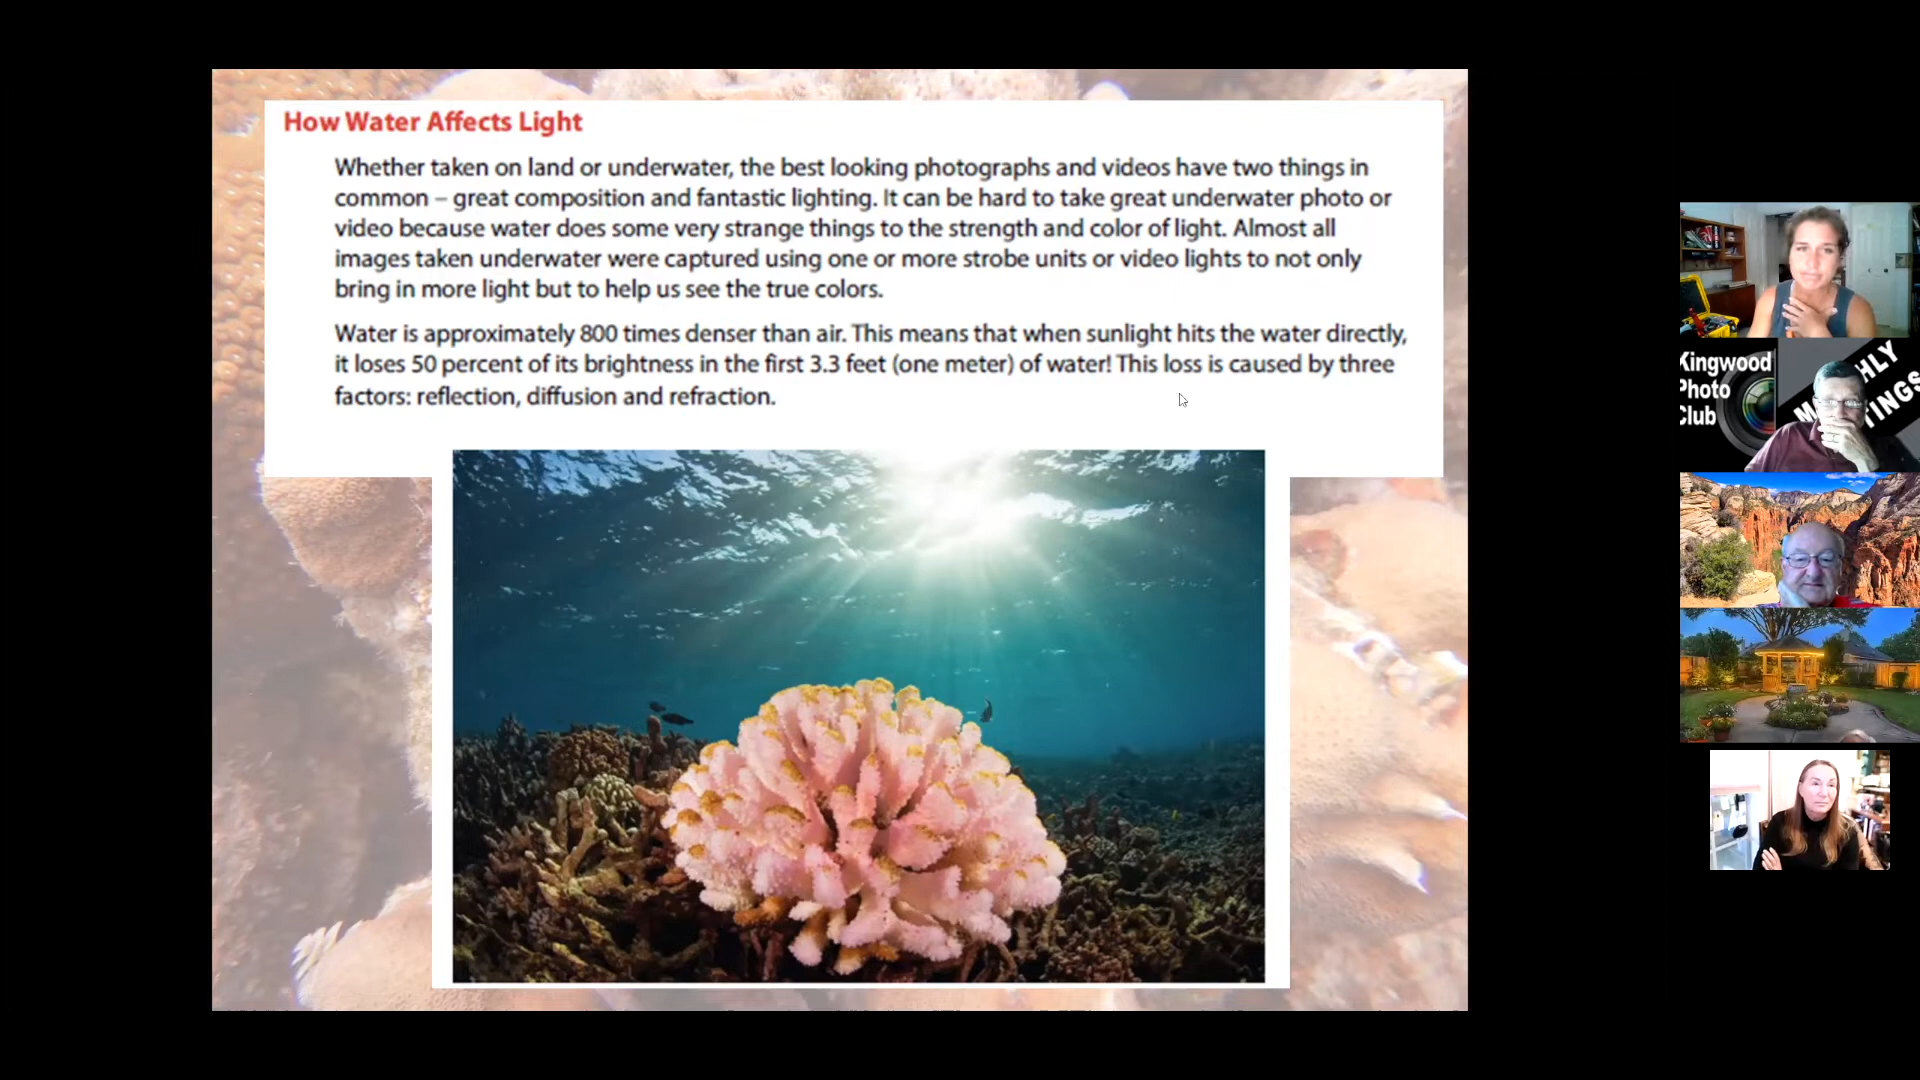 How Water Affects Light
Whether taken on land or underwater, the best looking photographs and videos have two things in
common – great composition and fantastic lighting. It can be hard to take great underwater photo or
video because water does some very strange things to the strength and color of light. Almost all
images taken underwater were captured using one or more strobe units or video lights to not only
bring in more light but to help us see the true colors.
Water is approximately 800 times denser than air. This means that when sunlight hits the water directly,
it loses 50 percent of its brightness in the first 3.3 feet (one meter) of water! This loss is caused by three
factors: reflection, diffusion and refraction.
Kingwood
Photo
Club